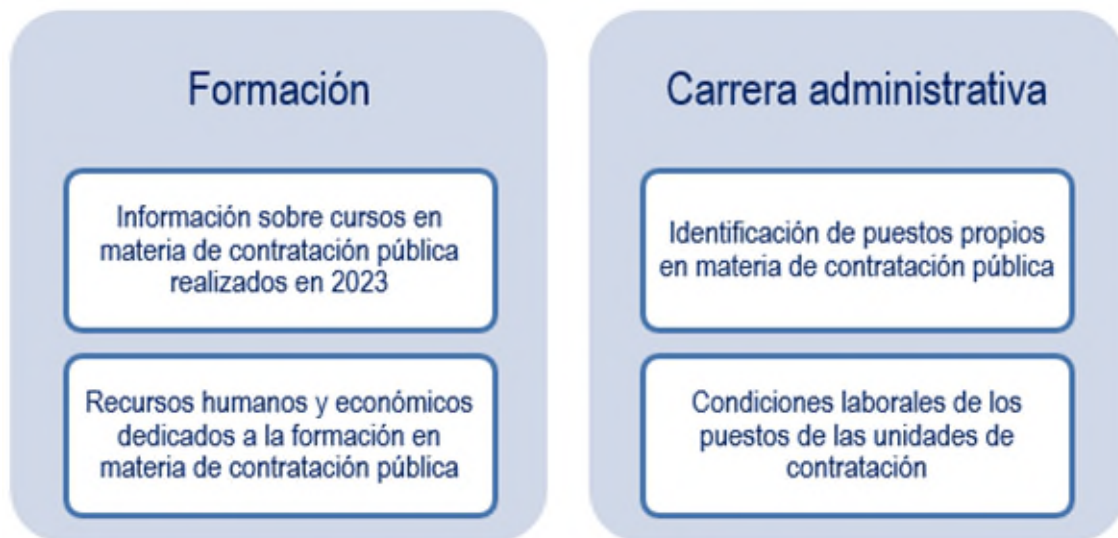 Formación
Información sobre cursos en
materia de contratación pública
realizados en 2023
Recursos humanos y económicos
dedicados a la formación en
materia de contratación pública
Carrera administrativa
Identificación de puestos propios
en materia de contratación pública
Condiciones laborales de los
puestos de las unidades de
contratación